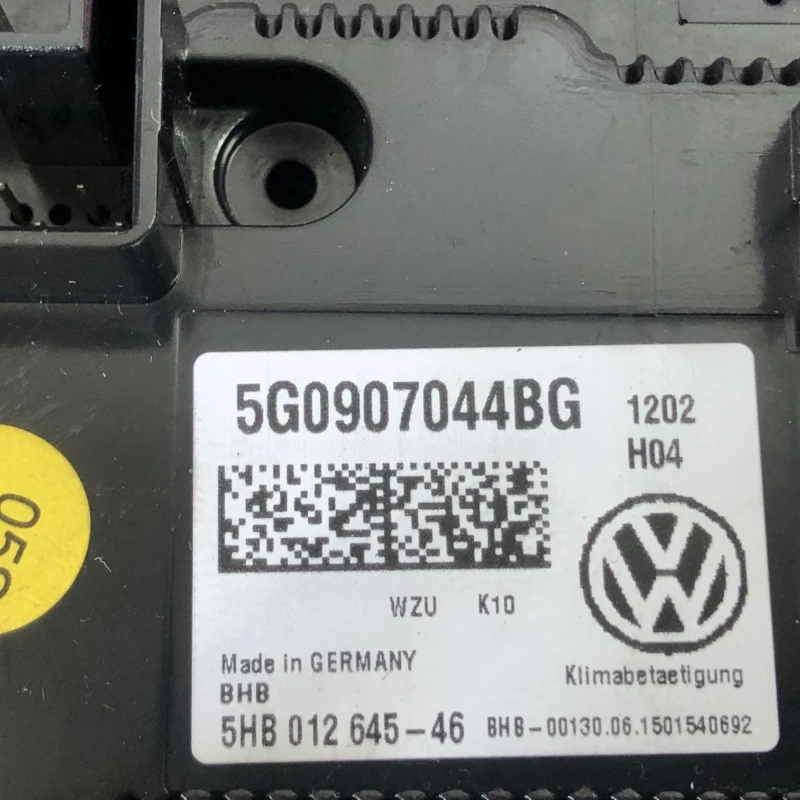 5G0907044BG 1202
H04
WZU K10
Made in GERMANY
BHB
Klimabetaetigung
5HB 012 645-46 BHB-00130.06.1501540692